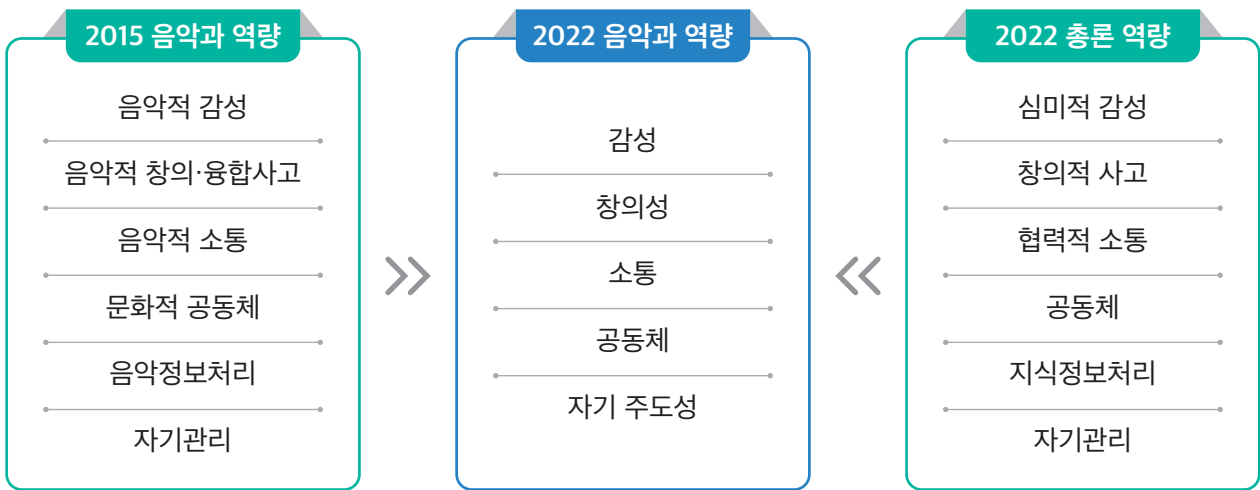 2015 음악과 역량
음악적 감성
음악적 창의·융합사고
음악적 소통
문화적 공동체
음악정보처리
자기관리
2022 음악과 역량
감성
창의성
소통
공동체
자기 주도성
2022 총론 역량
심미적 감성
창의적 사고
협력적 소통
공동체
지식정보처리
자기관리